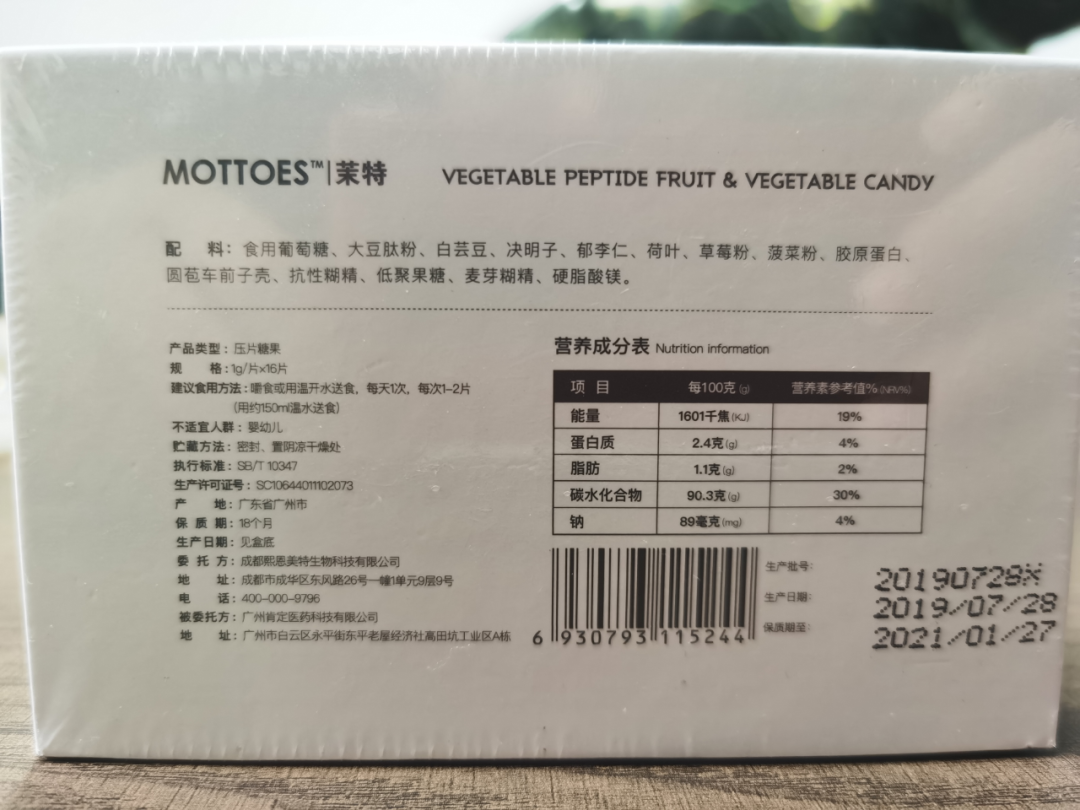 MOTTOES™|茉特
VEGETABLE PEPTIDE FRUIT & VEGETABLE CANDY
配 料：食用葡萄糖、大豆肽粉、白芸豆、决明子、郁李仁、荷叶、草莓粉、菠菜粉、胶原蛋白、
圆苞车前子壳、抗性糊精、低聚果糖、麦芽糊精、硬脂酸镁。
产品类型：压片糖果
规 格：1g/片×16片
建议食用方法：嚼食或用温开水送食，每天1次，每次1-2片
（用约150ml温水送食）
不适宜人群：婴幼儿
贮藏方法：密封、置阴凉干燥处
执行标准：SB/T 10347
生产许可证号：SC10644011102073
产 地：广东省广州市
保 质 期：18个月
生产日期：见盒底
委 托 方：成都熙恩美特生物科技有限公司
地 址：成都市成华区东风路26号一幢1单元9层9号
电 话：400-000-9796
被委托方：广州肯定医药科技有限公司
地 址：广州市白云区永平街东平老屋经济社高田坑工业区A栋
营养成分表 Nutrition information
项 目 每100克(g) 营养素参考值%(NRV%)
能量 1601千焦(KJ) 19%
蛋白质 2.4克(g) 4%
脂肪 1.1克(g) 2%
碳水化合物 90.3克(g) 30%
钠 89毫克(mg) 4%
6 930793 115244
生产批号： 20190728X
生产日期： 2019/07/28
保质期至： 2021/01/27